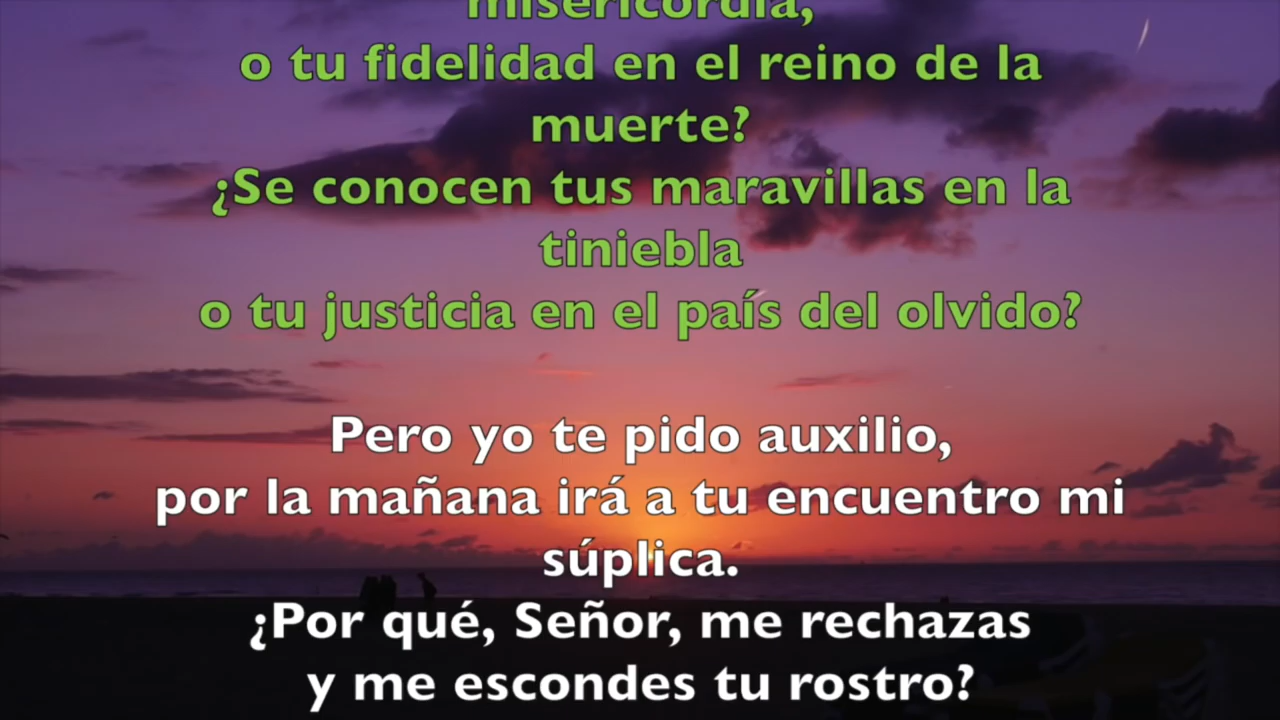 misericordia,
o tu fidelidad en el reino de la
muerte?
¿Se conocen tus maravillas en la
tiniebla
o tu justicia en el país del olvido?
Pero yo te pido auxilio,
por la mañana irá a tu encuentro mi
súplica.
¿Por qué, Señor, me rechazas
y me escondes tu rostro?